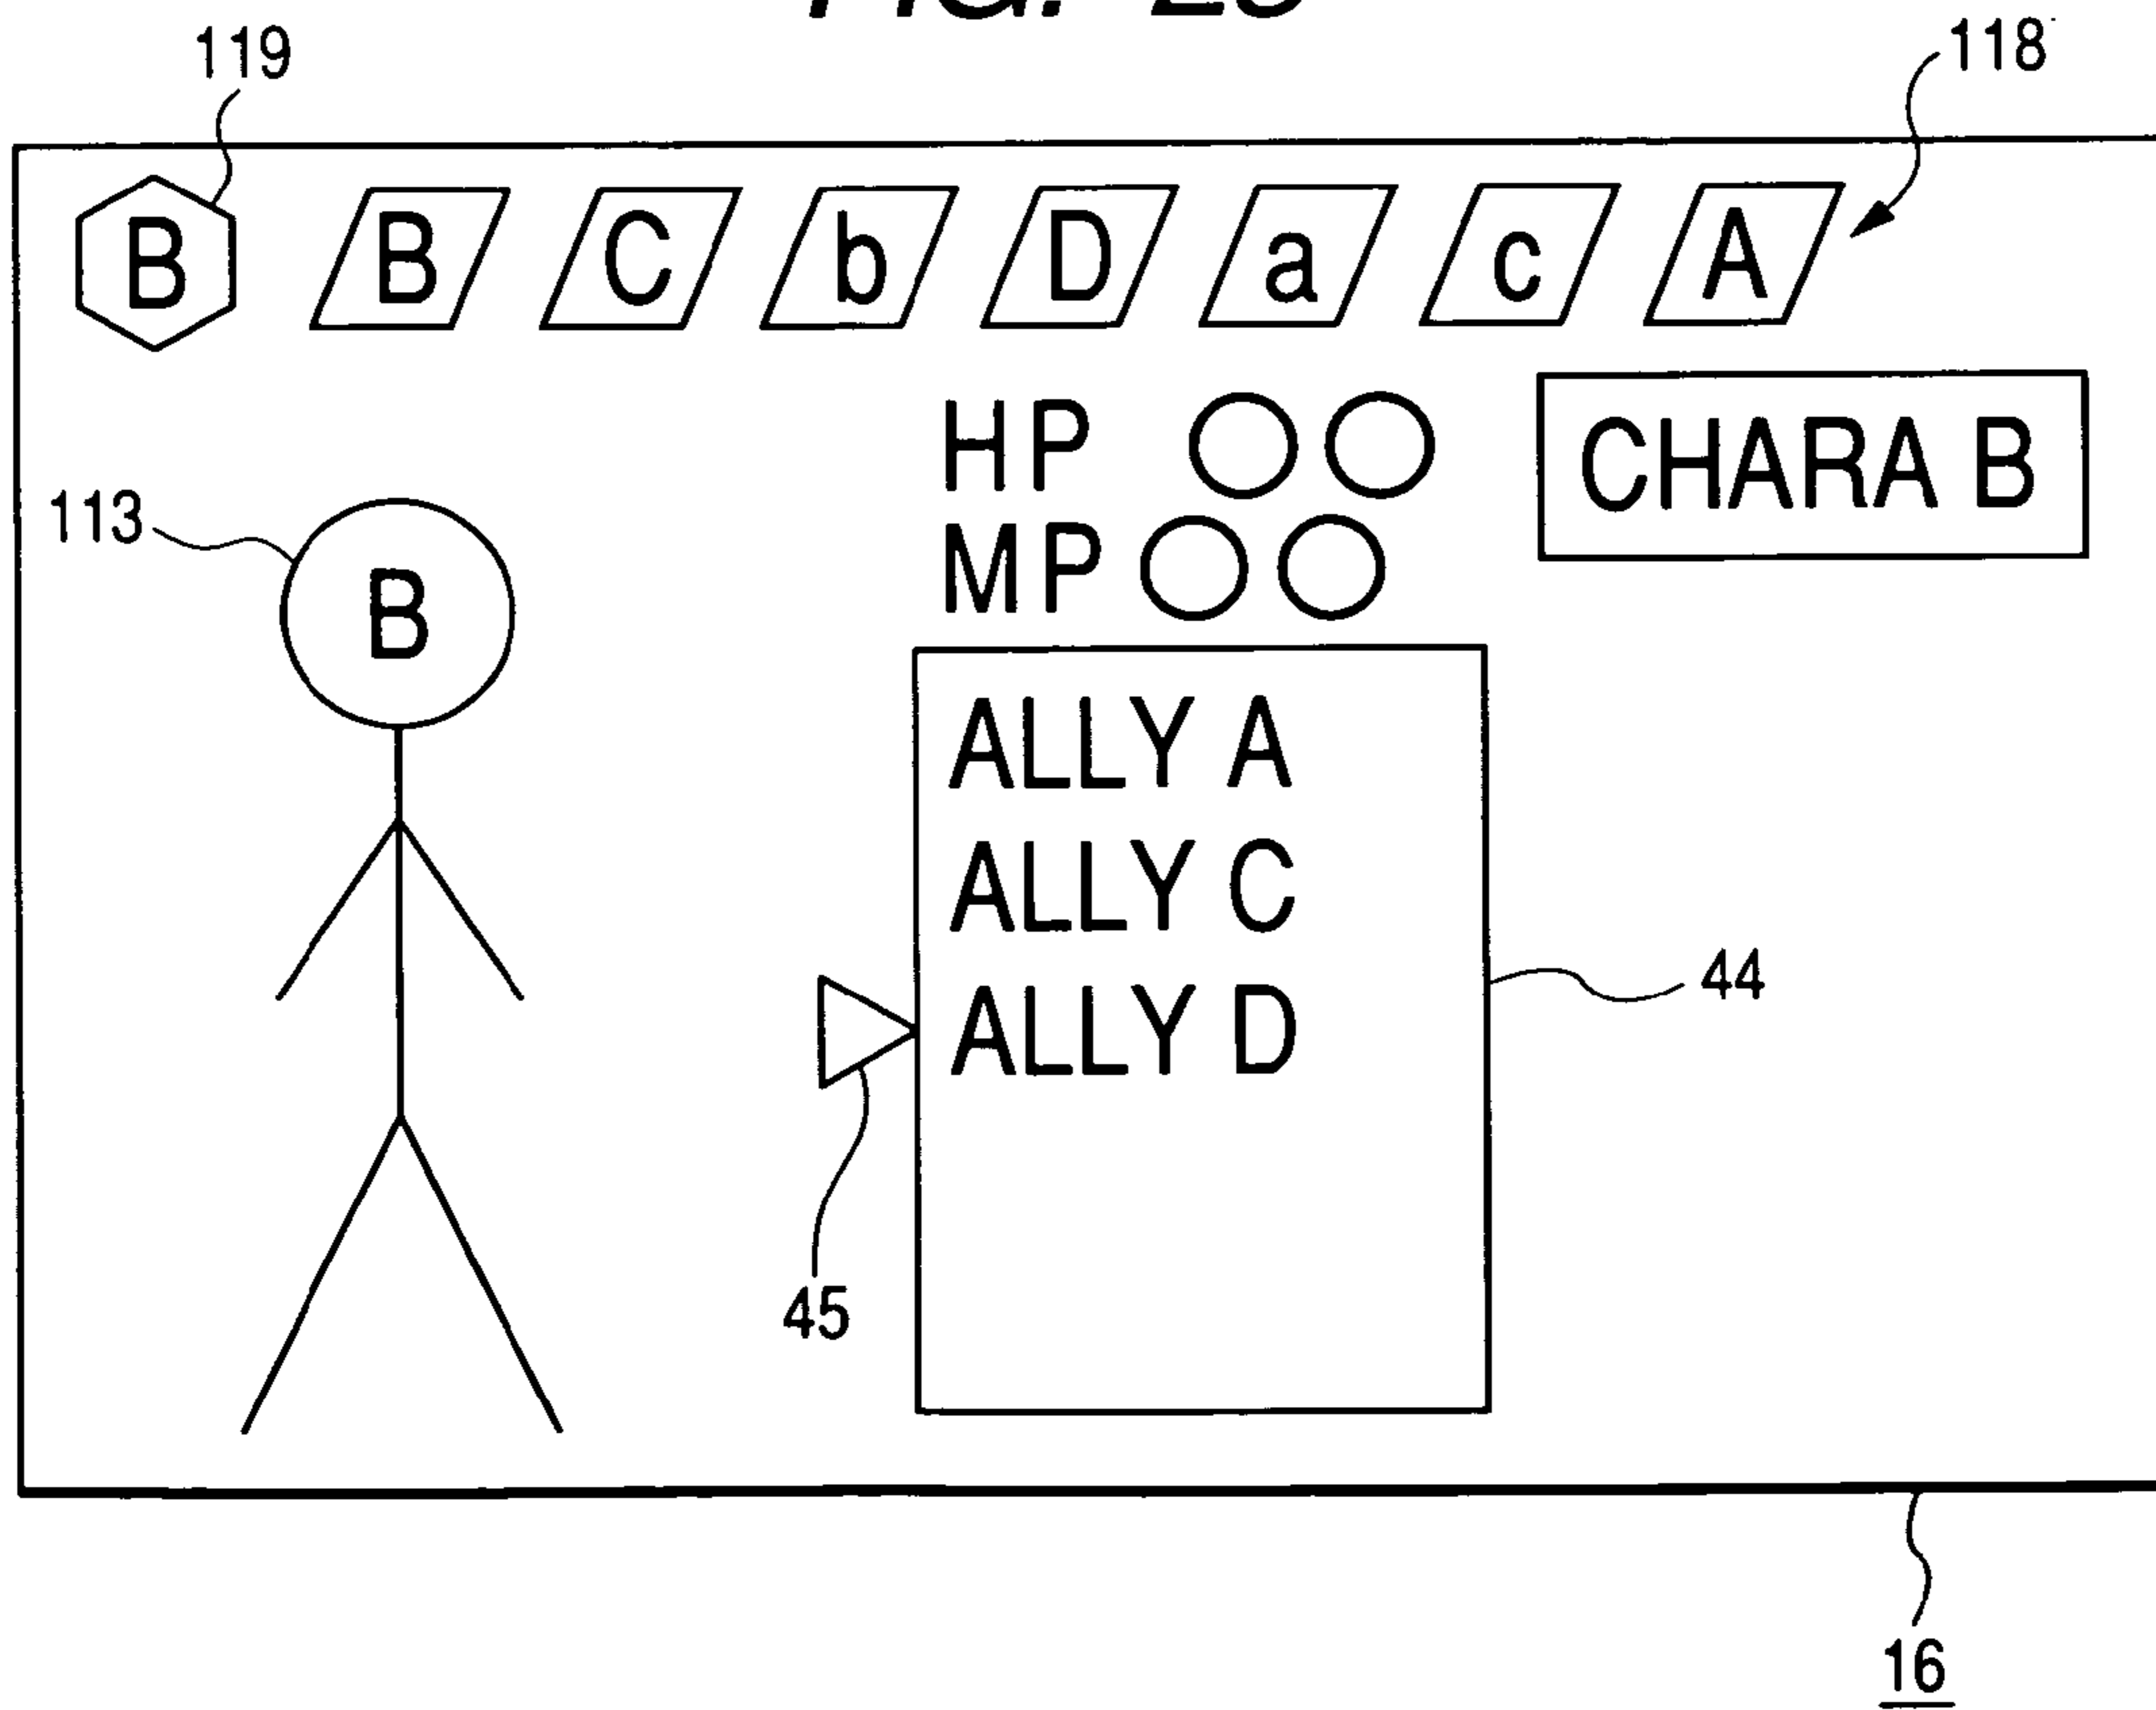 119
118
B B C b D a c A
HP ○○
CHARA B
MP ○○
113
B
ALLY A
ALLY C
ALLY D
44
45
16